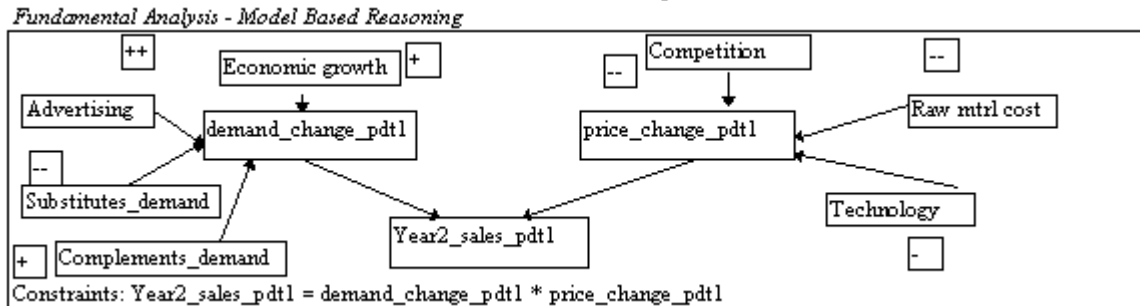 Fundamental Analysis - Model Based Reasoning
++
Economic growth
+
--
Competition
--
Advertising
demand_change_pdt1
price_change_pdt1
Raw mtrl cost
--
Substitutes_demand
Year2_sales_pdt1
Technology
+
Complements_demand
-
Constraints: Year2_sales_pdt1 = demand_change_pdt1 * price_change_pdt1